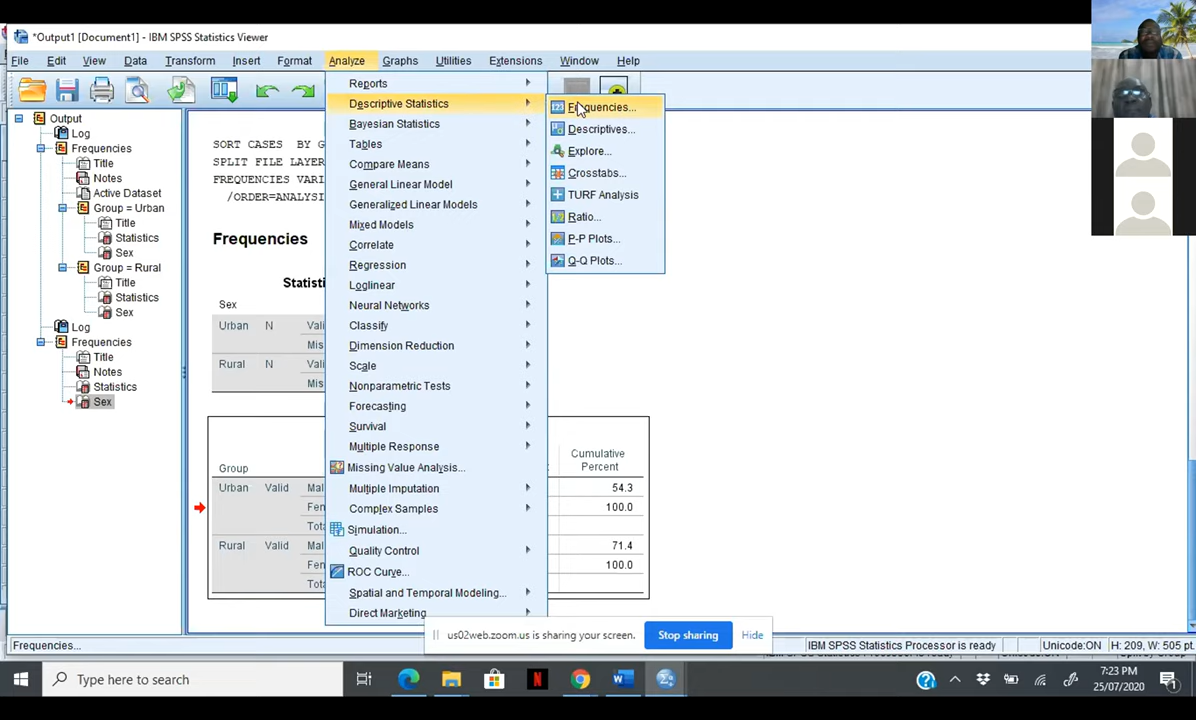 *Output1 [Document1] - IBM SPSS Statistics Viewer
File Edit View Data Transform Insert Format Analyze Graphs Utilities Extensions Window Help
Output
Log
Frequencies
Title
Notes
Active Dataset
Group = Urban
Title
Statistics
Sex
Group = Rural
Title
Statistics
Sex
Log
Frequencies
Title
Notes
Statistics
Sex
SORT CASES BY G
SPLIT FILE LAYER
FREQUENCIES VARI
/ORDER=ANALYSI
Frequencies
Statisti
Sex
Urban N Vali
Mis
Rural N Vali
Mis
Group
Cumulative
Percent
Urban Valid Mal 54.3
Fen 100.0
Tota
Rural Valid Mal 71.4
Fen 100.0
Tota
Reports
Descriptive Statistics
Bayesian Statistics
Tables
Compare Means
General Linear Model
Generalized Linear Models
Mixed Models
Correlate
Regression
Loglinear
Neural Networks
Classify
Dimension Reduction
Scale
Nonparametric Tests
Forecasting
Survival
Multiple Response
Missing Value Analysis...
Multiple Imputation
Complex Samples
Simulation...
Quality Control
ROC Curve...
Spatial and Temporal Modeling...
Direct Marketing
Frequencies...
Descriptives...
Explore...
Crosstabs...
TURF Analysis
Ratio...
P-P Plots...
Q-Q Plots...
us02web.zoom.us is sharing your screen. Stop sharing Hide
Frequencies... IBM SPSS Statistics Processor is ready Unicode:ON H: 209, W: 505 pt.
Type here to search
7:23 PM
25/07/2020